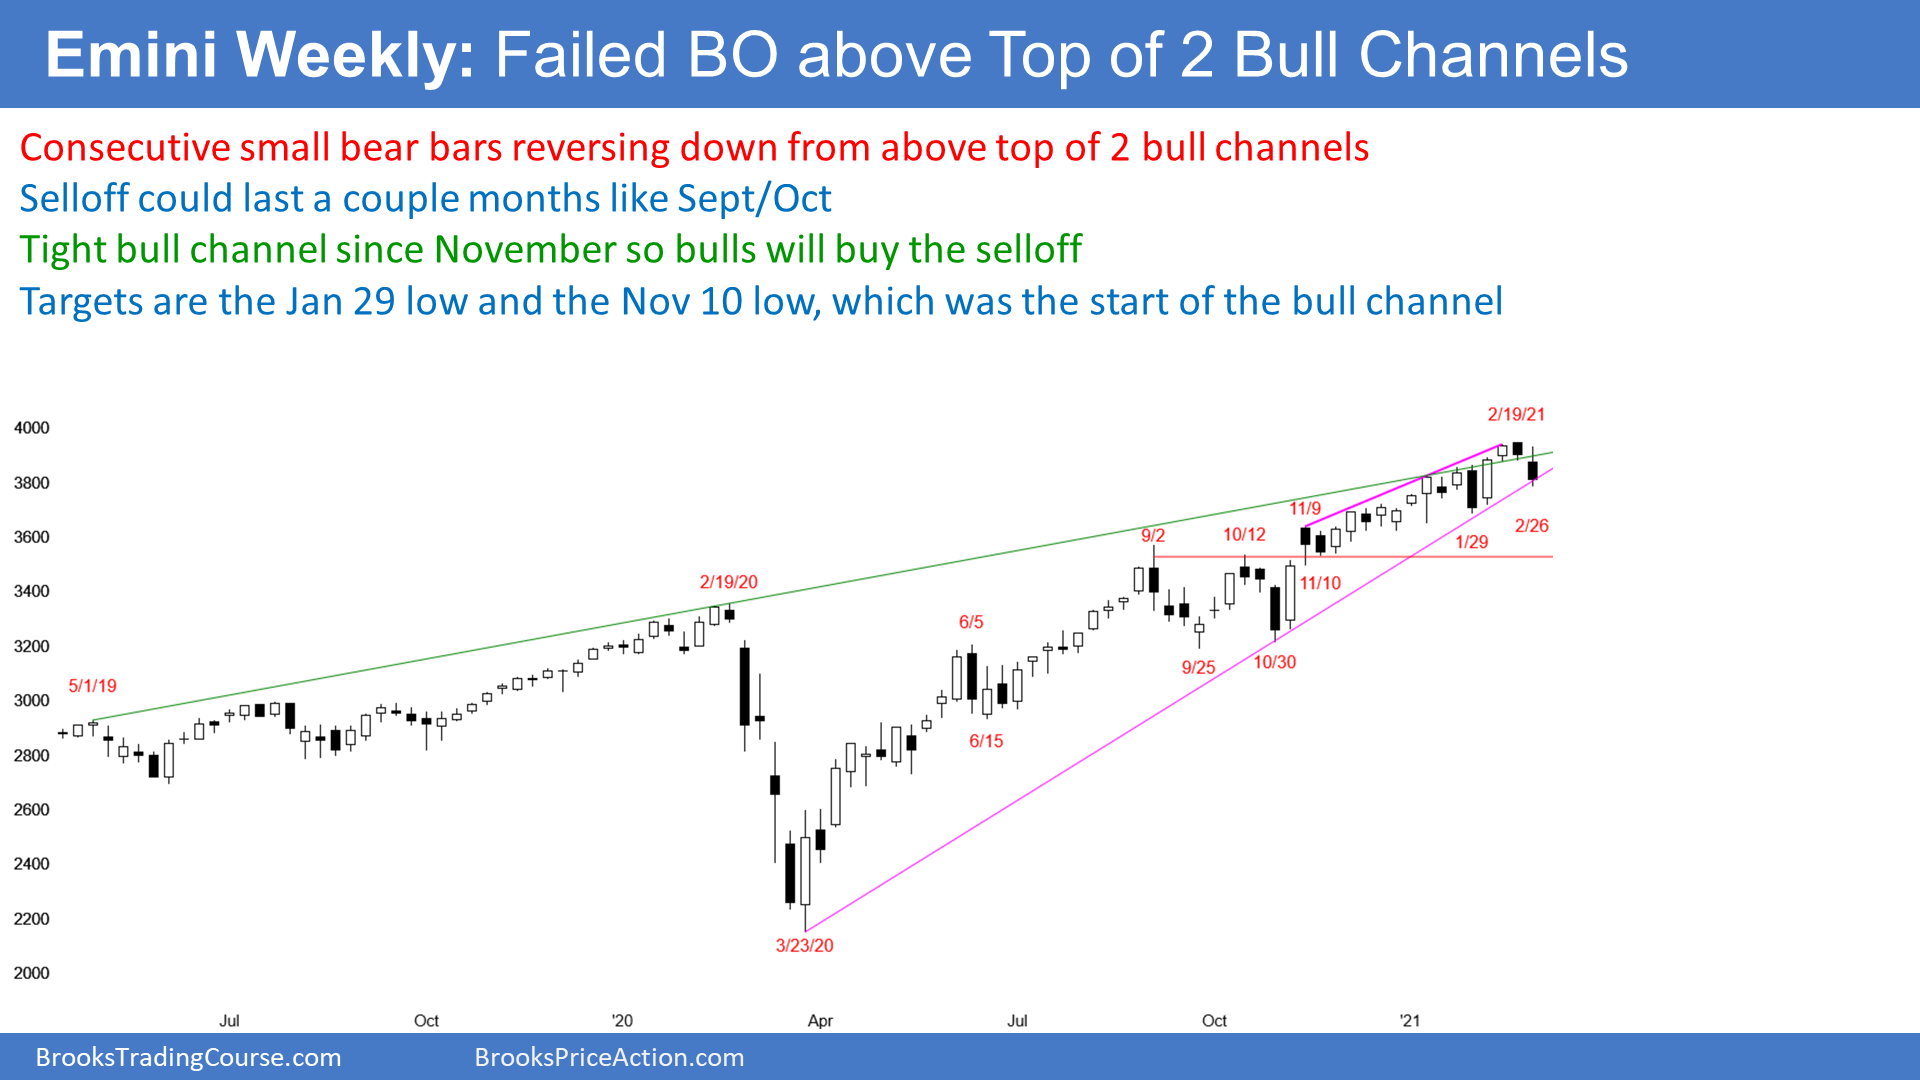 Emini Weekly: Failed BO above Top of 2 Bull Channels
Consecutive small bear bars reversing down from above top of 2 bull channels
Selloff could last a couple months like Sept/Oct
Tight bull channel since November so bulls will buy the selloff
Targets are the Jan 29 low and the Nov 10 low, which was the start of the bull channel
2/19/21
4000
3800
11/9
2/26
3600
9/2
10/12
1/29
3400
2/19/20
11/10
6/5
3200
9/25
10/30
5/1/19
3000
6/15
2800
2600
2400
2200
3/23/20
2000
Jul
Oct
'20
Apr
Jul
Oct
'21
BrooksTradingCourse.com
BrooksPriceAction.com